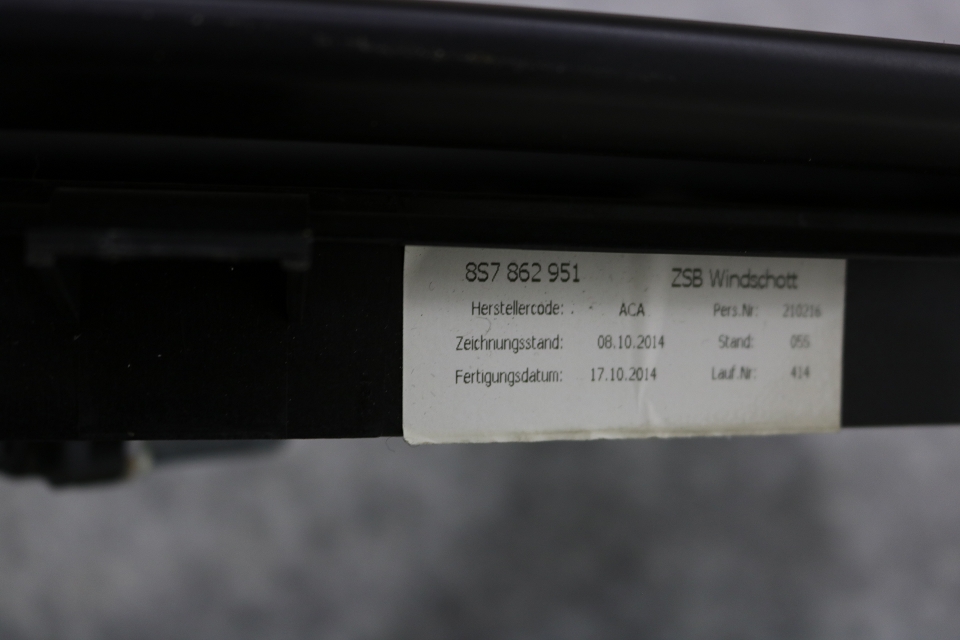 8S7 862 951 ZSB Windschott
Herstellercode: ACA Pers.Nr: 210216
Zeichnungsstand: 08.10.2014 Stand: 055
Fertigungsdatum: 17.10.2014 Lauf.Nr: 414